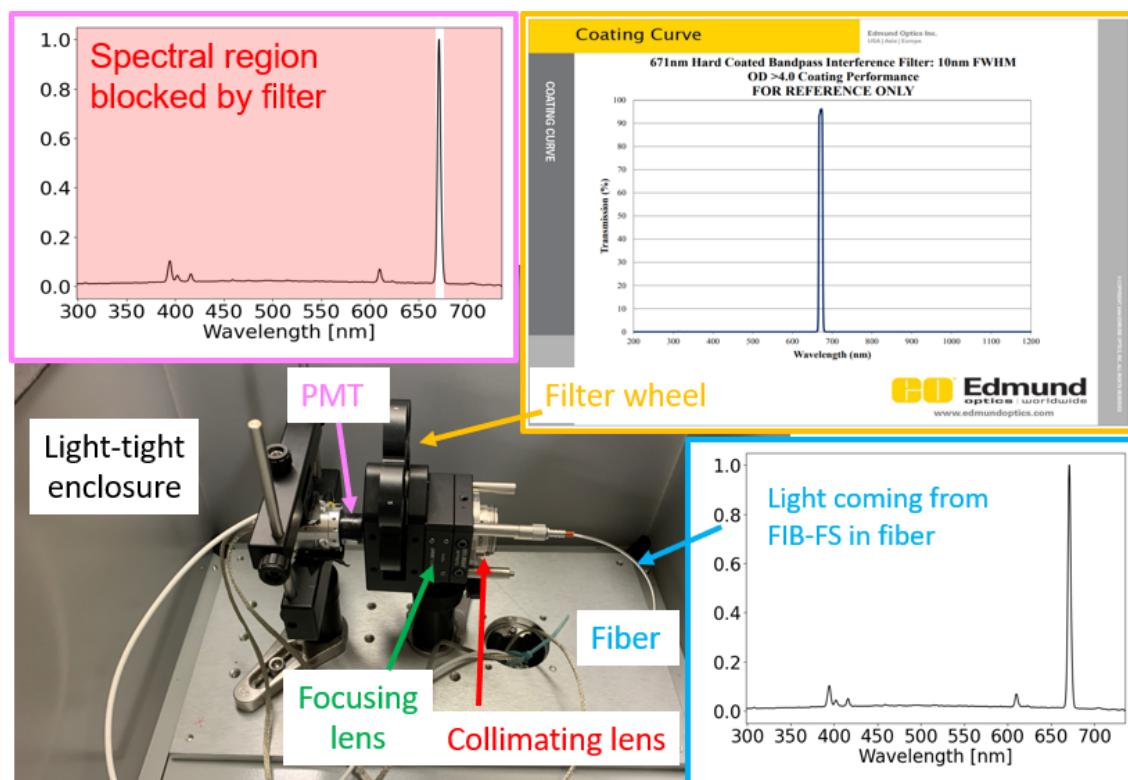 Spectral region
blocked by filter
1.0
0.8
0.6
0.4
0.2
0.0
300 350 400 450 500 550 600 650 700
Wavelength [nm]
Coating Curve
Edmund Optics Inc.
USA | Asia | Europe
COATING CURVE
671nm Hard Coated Bandpass Interference Filter: 10nm FWHM
OD >4.0 Coating Performance
FOR REFERENCE ONLY
100
90
80
70
60
50
40
30
20
10
0
Transmission (%)
200 300 400 500 600 700 800 900 1000 1100 1200
Wavelength (nm)
eo Edmund
optics | worldwide
www.edmundoptics.com
PMT
Filter wheel
Light-tight
enclosure
Light coming from
FIB-FS in fiber
1.0
0.8
0.6
0.4
0.2
0.0
300 350 400 450 500 550 600 650 700
Wavelength [nm]
Fiber
Focusing
lens
Collimating lens